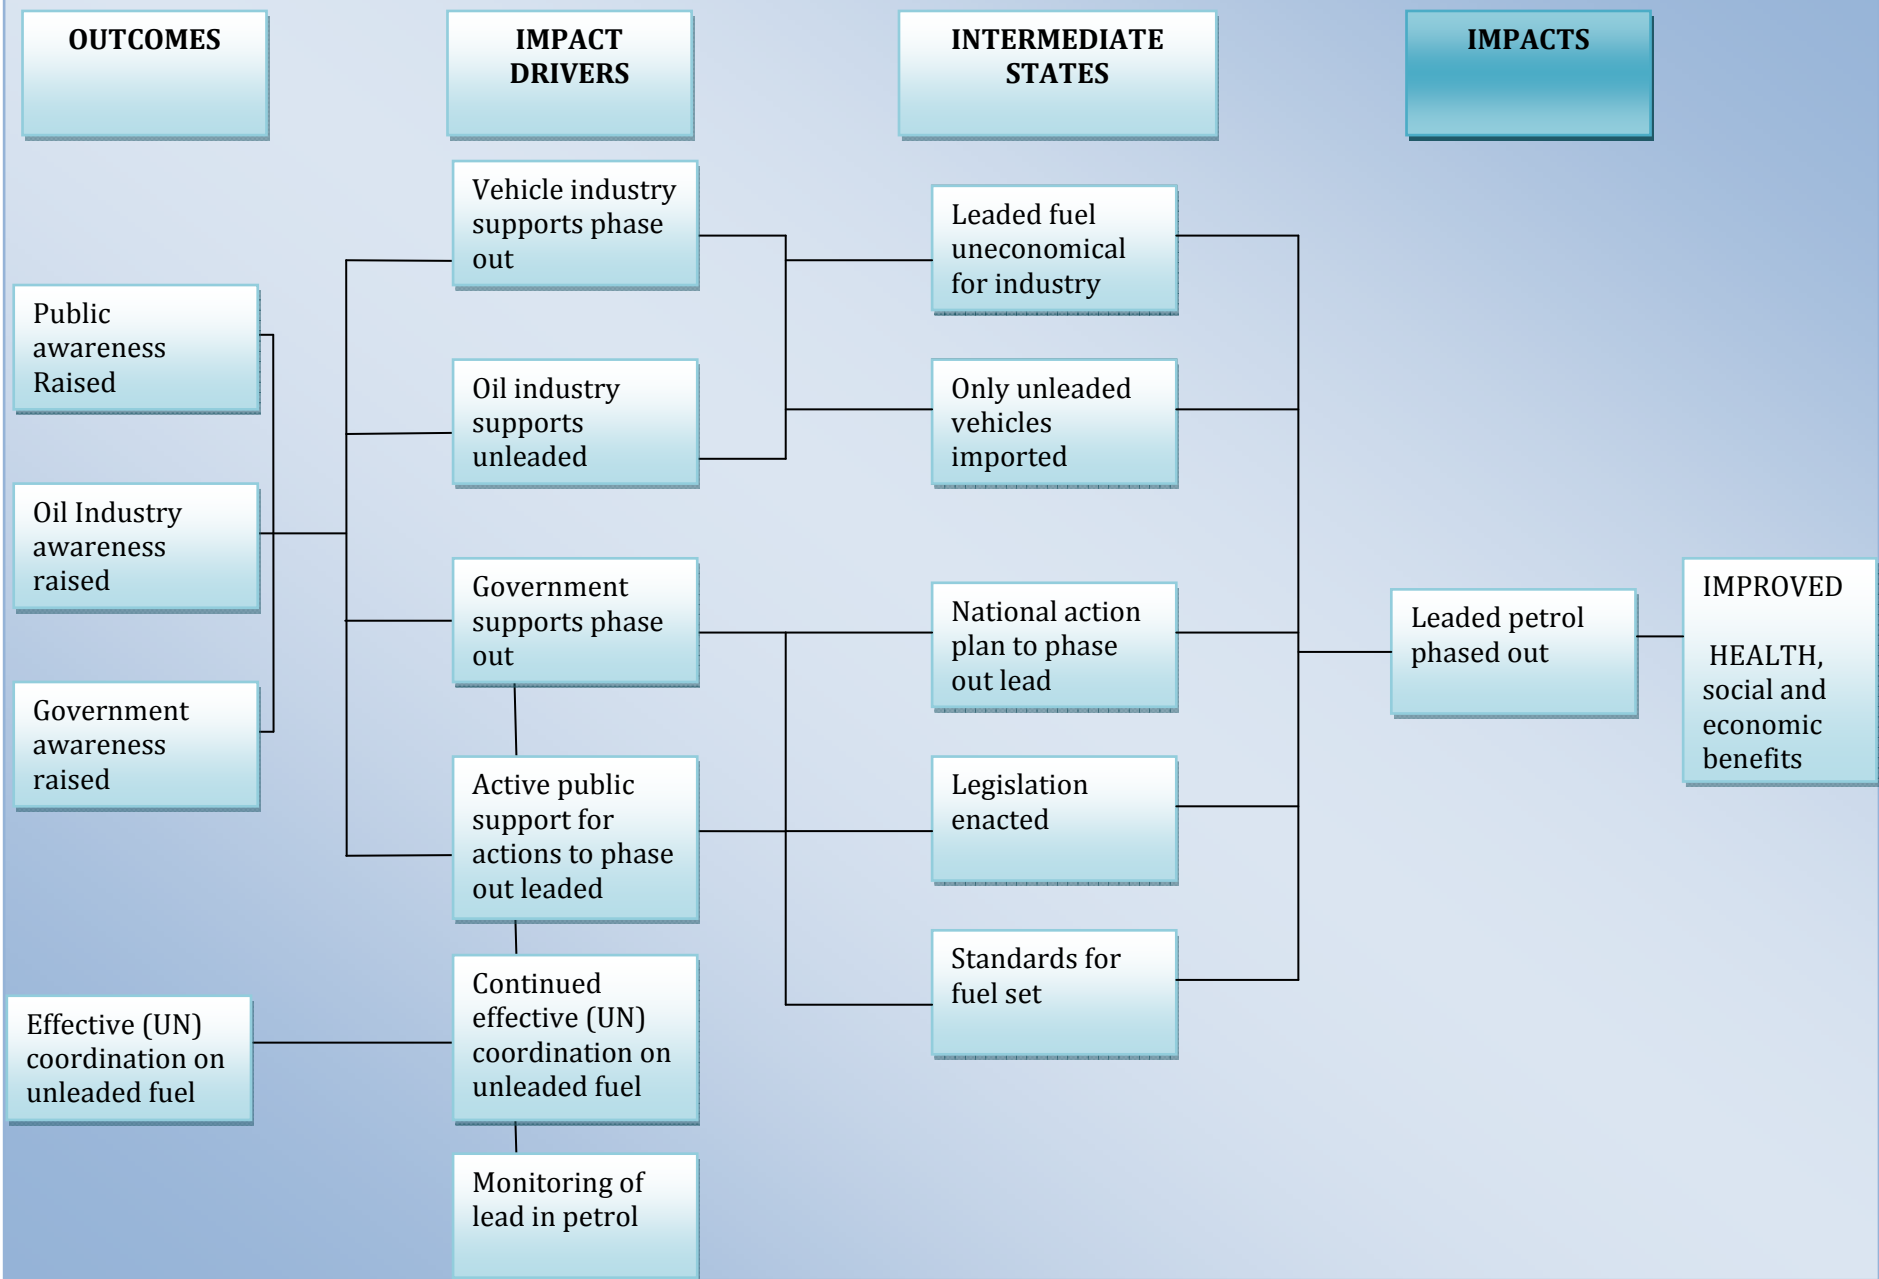 OUTCOMES
IMPACT
DRIVERS
INTERMEDIATE
STATES
IMPACTS
Public
awareness
Raised
Oil Industry
awareness
raised
Government
awareness
raised
Effective (UN)
coordination on
unleaded fuel
Vehicle industry
supports phase
out
Oil industry
supports
unleaded
Government
supports phase
out
Active public
support for
actions to phase
out leaded
Continued
effective (UN)
coordination on
unleaded fuel
Monitoring of
lead in petrol
Leaded fuel
uneconomical
for industry
Only unleaded
vehicles
imported
National action
plan to phase
out lead
Legislation
enacted
Standards for
fuel set
Leaded petrol
phased out
IMPROVED
HEALTH,
social and
economic
benefits